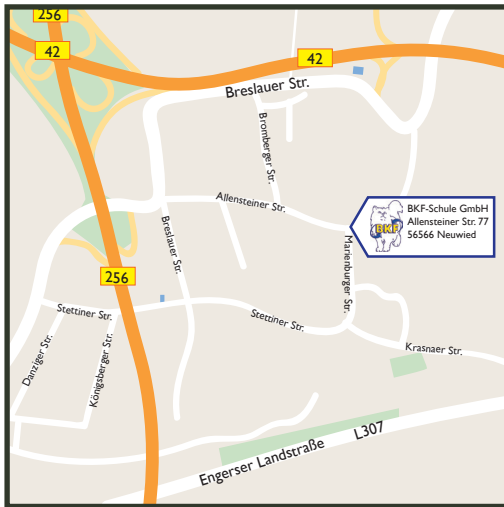 256
42
42
Breslauer Str.
Bromberger Str.
Allensteiner Str.
BKF
BKF-Schule GmbH
Allensteiner Str. 77
56566 Neuwied
Breslauer Str.
Marienburger Str.
256
Stettiner Str.
Stettiner Str.
Danziger Str.
Königsberger Str.
Krasnaer Str.
Engerser Landstraße L307